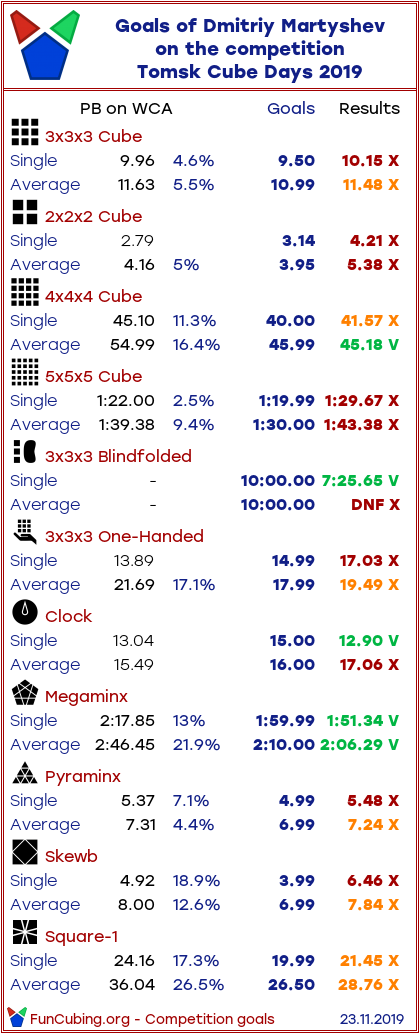 Goals of Dmitriy Martyshev
on the competition
Tomsk Cube Days 2019
PB on WCA Goals Results
3x3x3 Cube
Single 9.96 4.6% 9.50 10.15 X
Average 11.63 5.5% 10.99 11.48 X
2x2x2 Cube
Single 2.79 3.14 4.21 X
Average 4.16 5% 3.95 5.38 X
4x4x4 Cube
Single 45.10 11.3% 40.00 41.57 X
Average 54.99 16.4% 45.99 45.18 V
5x5x5 Cube
Single 1:22.00 2.5% 1:19.99 1:29.67 X
Average 1:39.38 9.4% 1:30.00 1:43.38 X
3x3x3 Blindfolded
Single - 10:00.00 7:25.65 V
Average - 10:00.00 DNF X
3x3x3 One-Handed
Single 13.89 14.99 17.03 X
Average 21.69 17.1% 17.99 19.49 X
Clock
Single 13.04 15.00 12.90 V
Average 15.49 16.00 17.06 X
Megaminx
Single 2:17.85 13% 1:59.99 1:51.34 V
Average 2:46.45 21.9% 2:10.00 2:06.29 V
Pyraminx
Single 5.37 7.1% 4.99 5.48 X
Average 7.31 4.4% 6.99 7.24 X
Skewb
Single 4.92 18.9% 3.99 6.46 X
Average 8.00 12.6% 6.99 7.84 X
Square-1
Single 24.16 17.3% 19.99 21.45 X
Average 36.04 26.5% 26.50 28.76 X
FunCubing.org - Competition goals 23.11.2019